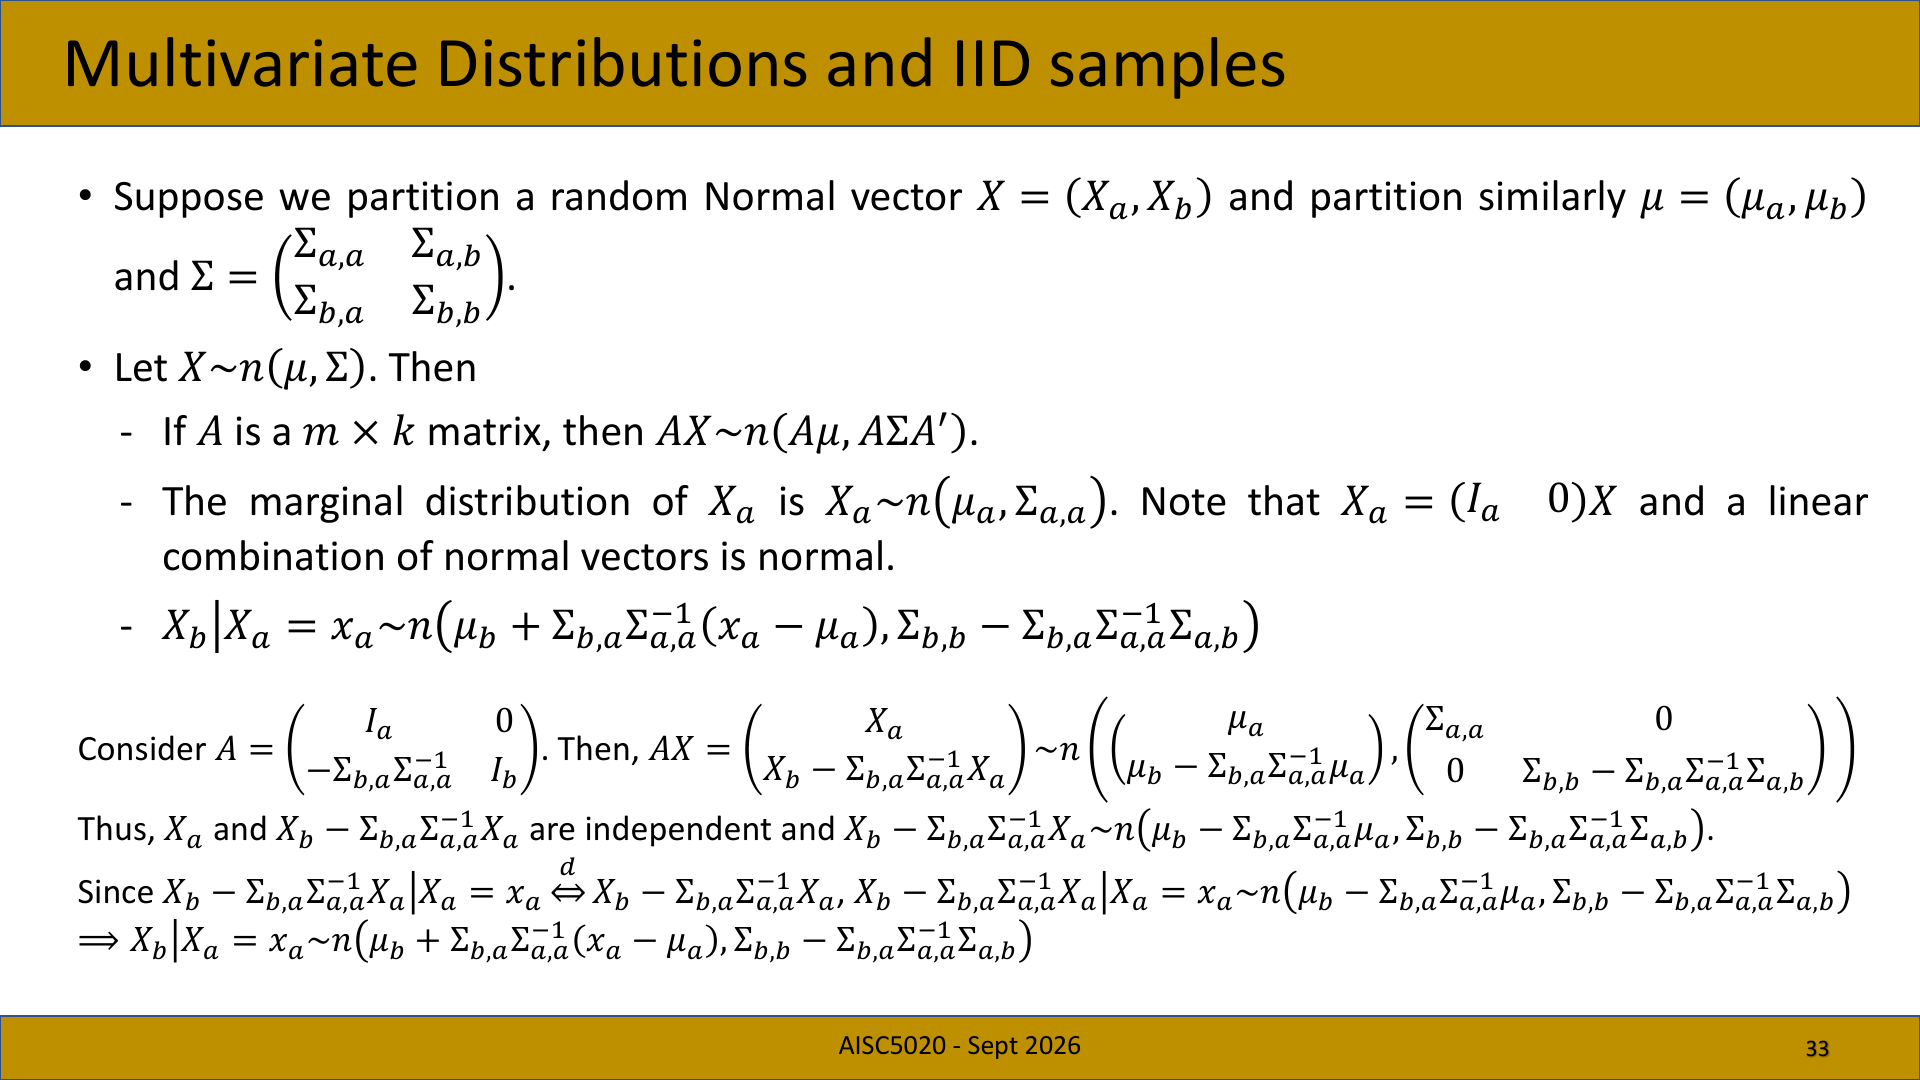 Multivariate Distributions and IID samples
• Suppose we partition a random Normal vector 𝑋 = (𝑋_𝑎, 𝑋_𝑏) and partition similarly 𝜇 = (𝜇_𝑎, 𝜇_𝑏)
and Σ = (Σ_{𝑎,𝑎} Σ_{𝑎,𝑏} ; Σ_{𝑏,𝑎} Σ_{𝑏,𝑏}).
• Let 𝑋~𝑛(𝜇, Σ). Then
- If 𝐴 is a 𝑚 × 𝑘 matrix, then 𝐴𝑋~𝑛(𝐴𝜇, 𝐴Σ𝐴′).
- The marginal distribution of 𝑋_𝑎 is 𝑋_𝑎~𝑛(𝜇_𝑎, Σ_{𝑎,𝑎}). Note that 𝑋_𝑎 = (𝐼_𝑎 0)𝑋 and a linear
combination of normal vectors is normal.
- 𝑋_𝑏|𝑋_𝑎 = 𝑥_𝑎~𝑛(𝜇_𝑏 + Σ_{𝑏,𝑎}Σ_{𝑎,𝑎}^{−1}(𝑥_𝑎 − 𝜇_𝑎), Σ_{𝑏,𝑏} − Σ_{𝑏,𝑎}Σ_{𝑎,𝑎}^{−1}Σ_{𝑎,𝑏})
Consider 𝐴 = (𝐼_𝑎 0 ; −Σ_{𝑏,𝑎}Σ_{𝑎,𝑎}^{−1} 𝐼_𝑏). Then, 𝐴𝑋 = (𝑋_𝑎 ; 𝑋_𝑏 − Σ_{𝑏,𝑎}Σ_{𝑎,𝑎}^{−1}𝑋_𝑎) ~𝑛((𝜇_𝑎 ; 𝜇_𝑏 − Σ_{𝑏,𝑎}Σ_{𝑎,𝑎}^{−1}𝜇_𝑎), (Σ_{𝑎,𝑎} 0 ; 0 Σ_{𝑏,𝑏} − Σ_{𝑏,𝑎}Σ_{𝑎,𝑎}^{−1}Σ_{𝑎,𝑏}))
Thus, 𝑋_𝑎 and 𝑋_𝑏 − Σ_{𝑏,𝑎}Σ_{𝑎,𝑎}^{−1}𝑋_𝑎 are independent and 𝑋_𝑏 − Σ_{𝑏,𝑎}Σ_{𝑎,𝑎}^{−1}𝑋_𝑎~𝑛(𝜇_𝑏 − Σ_{𝑏,𝑎}Σ_{𝑎,𝑎}^{−1}𝜇_𝑎, Σ_{𝑏,𝑏} − Σ_{𝑏,𝑎}Σ_{𝑎,𝑎}^{−1}Σ_{𝑎,𝑏}).
Since 𝑋_𝑏 − Σ_{𝑏,𝑎}Σ_{𝑎,𝑎}^{−1}𝑋_𝑎|𝑋_𝑎 = 𝑥_𝑎 ⇔^𝑑 𝑋_𝑏 − Σ_{𝑏,𝑎}Σ_{𝑎,𝑎}^{−1}𝑋_𝑎, 𝑋_𝑏 − Σ_{𝑏,𝑎}Σ_{𝑎,𝑎}^{−1}𝑋_𝑎|𝑋_𝑎 = 𝑥_𝑎~𝑛(𝜇_𝑏 − Σ_{𝑏,𝑎}Σ_{𝑎,𝑎}^{−1}𝜇_𝑎, Σ_{𝑏,𝑏} − Σ_{𝑏,𝑎}Σ_{𝑎,𝑎}^{−1}Σ_{𝑎,𝑏})
⟹ 𝑋_𝑏|𝑋_𝑎 = 𝑥_𝑎~𝑛(𝜇_𝑏 + Σ_{𝑏,𝑎}Σ_{𝑎,𝑎}^{−1}(𝑥_𝑎 − 𝜇_𝑎), Σ_{𝑏,𝑏} − Σ_{𝑏,𝑎}Σ_{𝑎,𝑎}^{−1}Σ_{𝑎,𝑏})
AISC5020 - Sept 2026
33